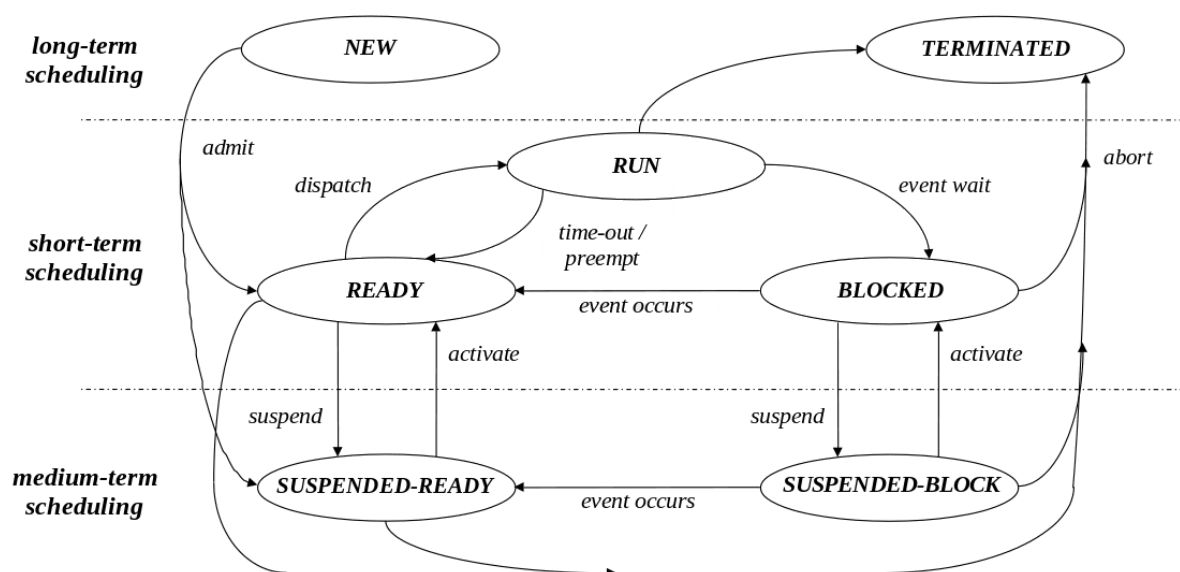 long-term
scheduling
NEW
TERMINATED
admit
dispatch
RUN
event wait
abort
short-term
scheduling
time-out /
preempt
READY
event occurs
BLOCKED
activate
activate
suspend
suspend
medium-term
scheduling
SUSPENDED-READY
event occurs
SUSPENDED-BLOCK